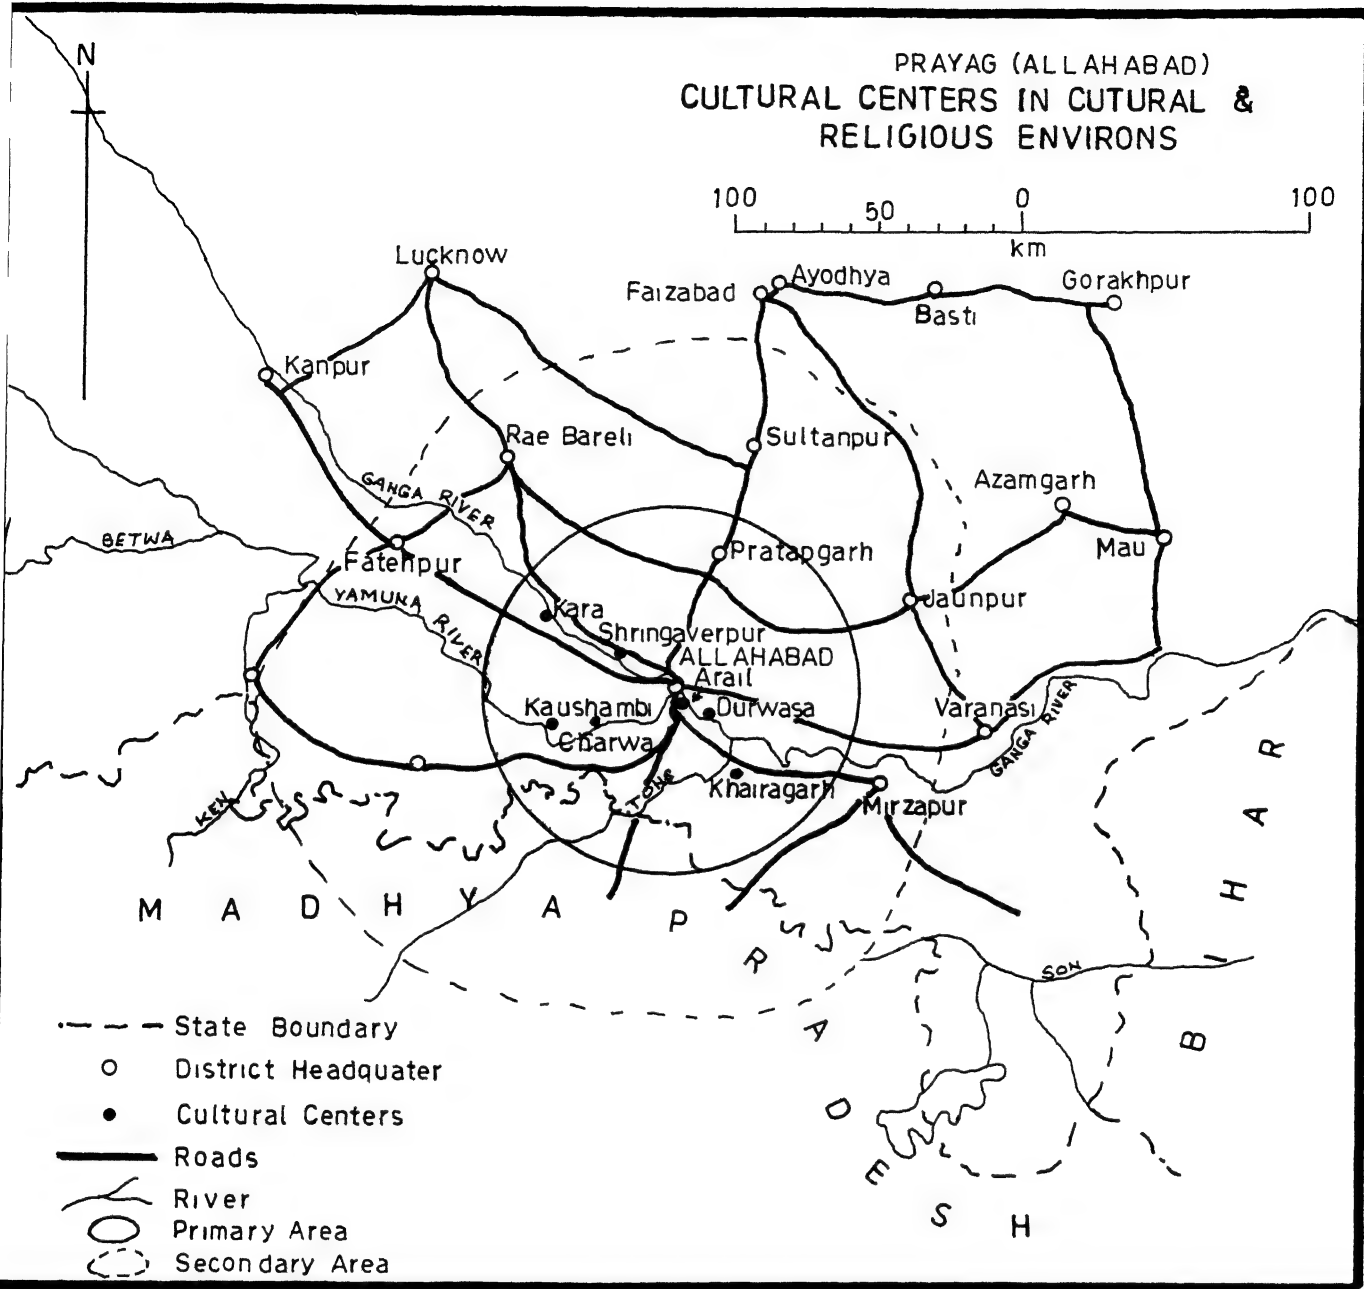 N
PRAYAG (ALLAHABAD)
CULTURAL CENTERS IN CUTURAL &
RELIGIOUS ENVIRONS
100 50 0 100
km
Lucknow
Faizabad
Ayodhya
Basti
Gorakhpur
Kanpur
Rae Bareli
Sultanpur
GANGA RIVER
Azamgarh
BETWA
Fatehpur
Pratapgarh
Mau
YAMUNA RIVER
Kara
Jaunpur
Shringaverpur
ALLAHABAD
Arail
Kaushambi
Durwasa
Varanasi
GANGA RIVER
Charwa
KEN
TONS
Khairagarh
Mirzapur
MADHYA PRADESH
BIHAR
SON
State Boundary
District Headquater
Cultural Centers
Roads
River
Primary Area
Secondary Area